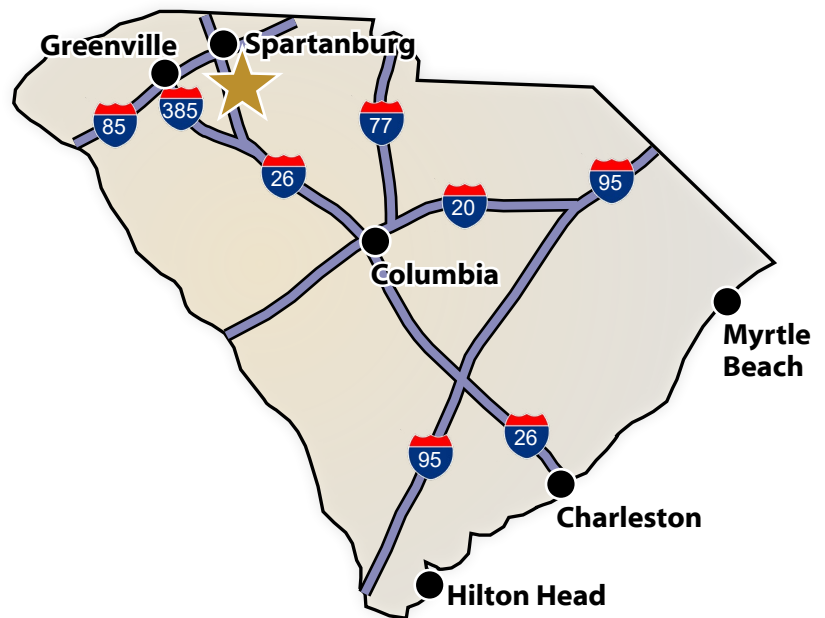 Greenville
Spartanburg
85
385
77
26
20
95
Columbia
Myrtle
Beach
95
26
Charleston
Hilton Head